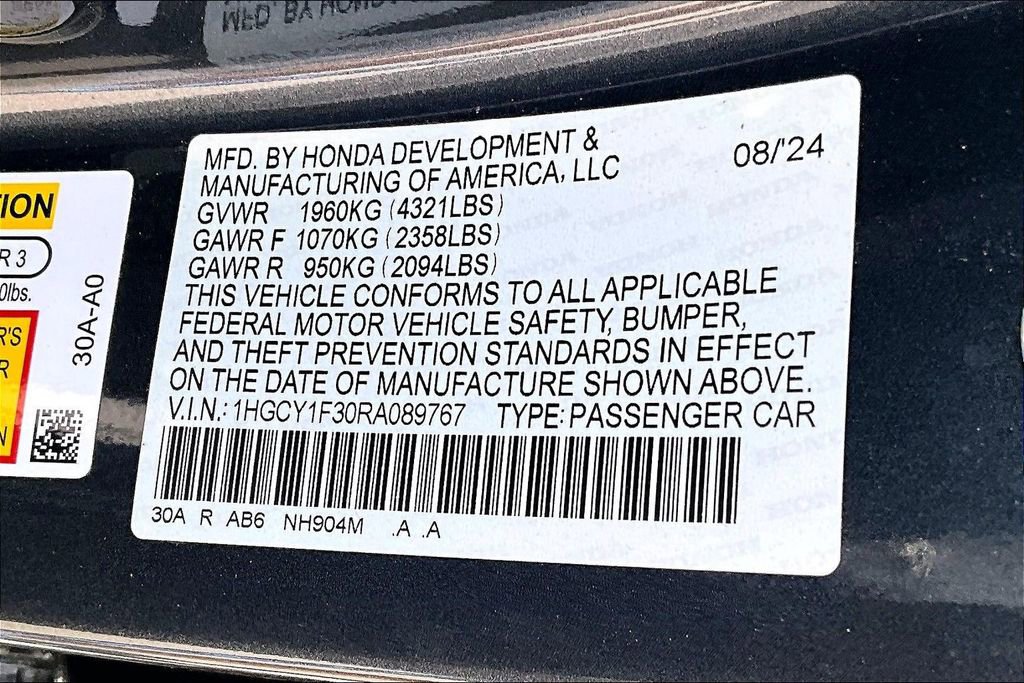 MFD. BY HONDA DEVELOPMENT &
MANUFACTURING OF AMERICA, LLC
08/'24
GVWR 1960KG (4321LBS)
GAWR F 1070KG (2358LBS)
GAWR R 950KG (2094LBS)
THIS VEHICLE CONFORMS TO ALL APPLICABLE
FEDERAL MOTOR VEHICLE SAFETY, BUMPER,
AND THEFT PREVENTION STANDARDS IN EFFECT
ON THE DATE OF MANUFACTURE SHOWN ABOVE.
V.I.N.: 1HGCY1F30RA089767 TYPE: PASSENGER CAR
30A R AB6 NH904M .A .A
ION
R 3
0lbs.
R'S
R
N
30A-A0